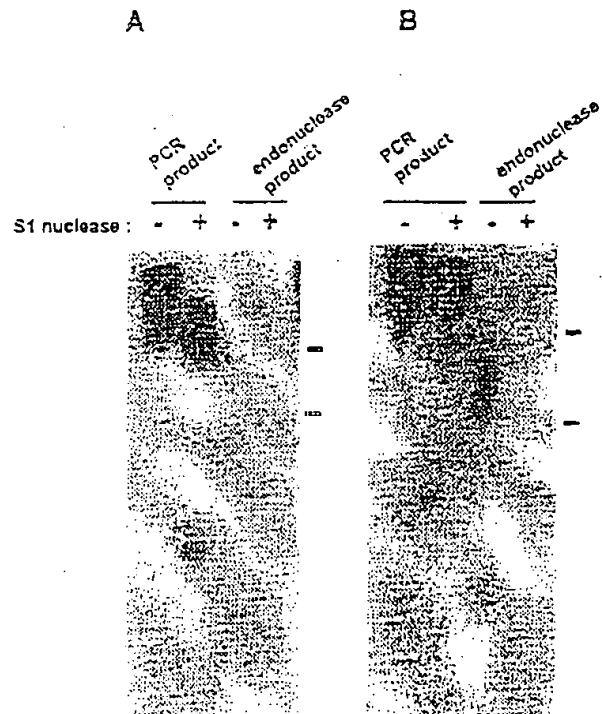 A
B
PCR product
endonuclease product
PCR product
endonuclease product
S1 nuclease : - + - + - + - +